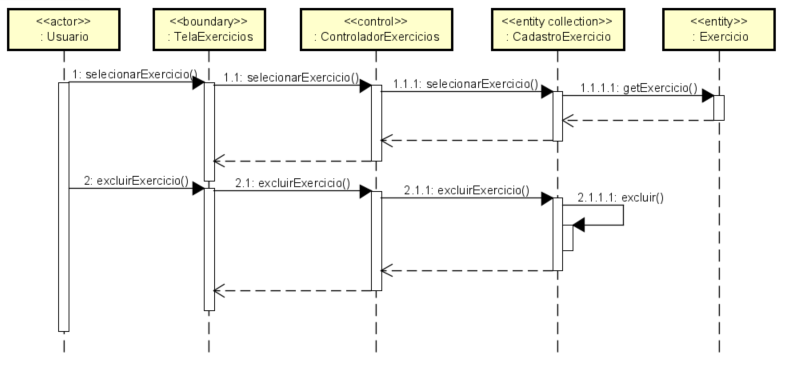 <<actor>>
: Usuario
<<boundary>>
: TelaExercicios
<<control>>
: ControladorExercicios
<<entity collection>>
: CadastroExercicio
<<entity>>
: Exercicio
1: selecionarExercicio()
1.1: selecionarExercicio()
1.1.1: selecionarExercicio()
1.1.1.1: getExercicio()
2: excluirExercicio()
2.1: excluirExercicio()
2.1.1: excluirExercicio()
2.1.1.1: excluir()